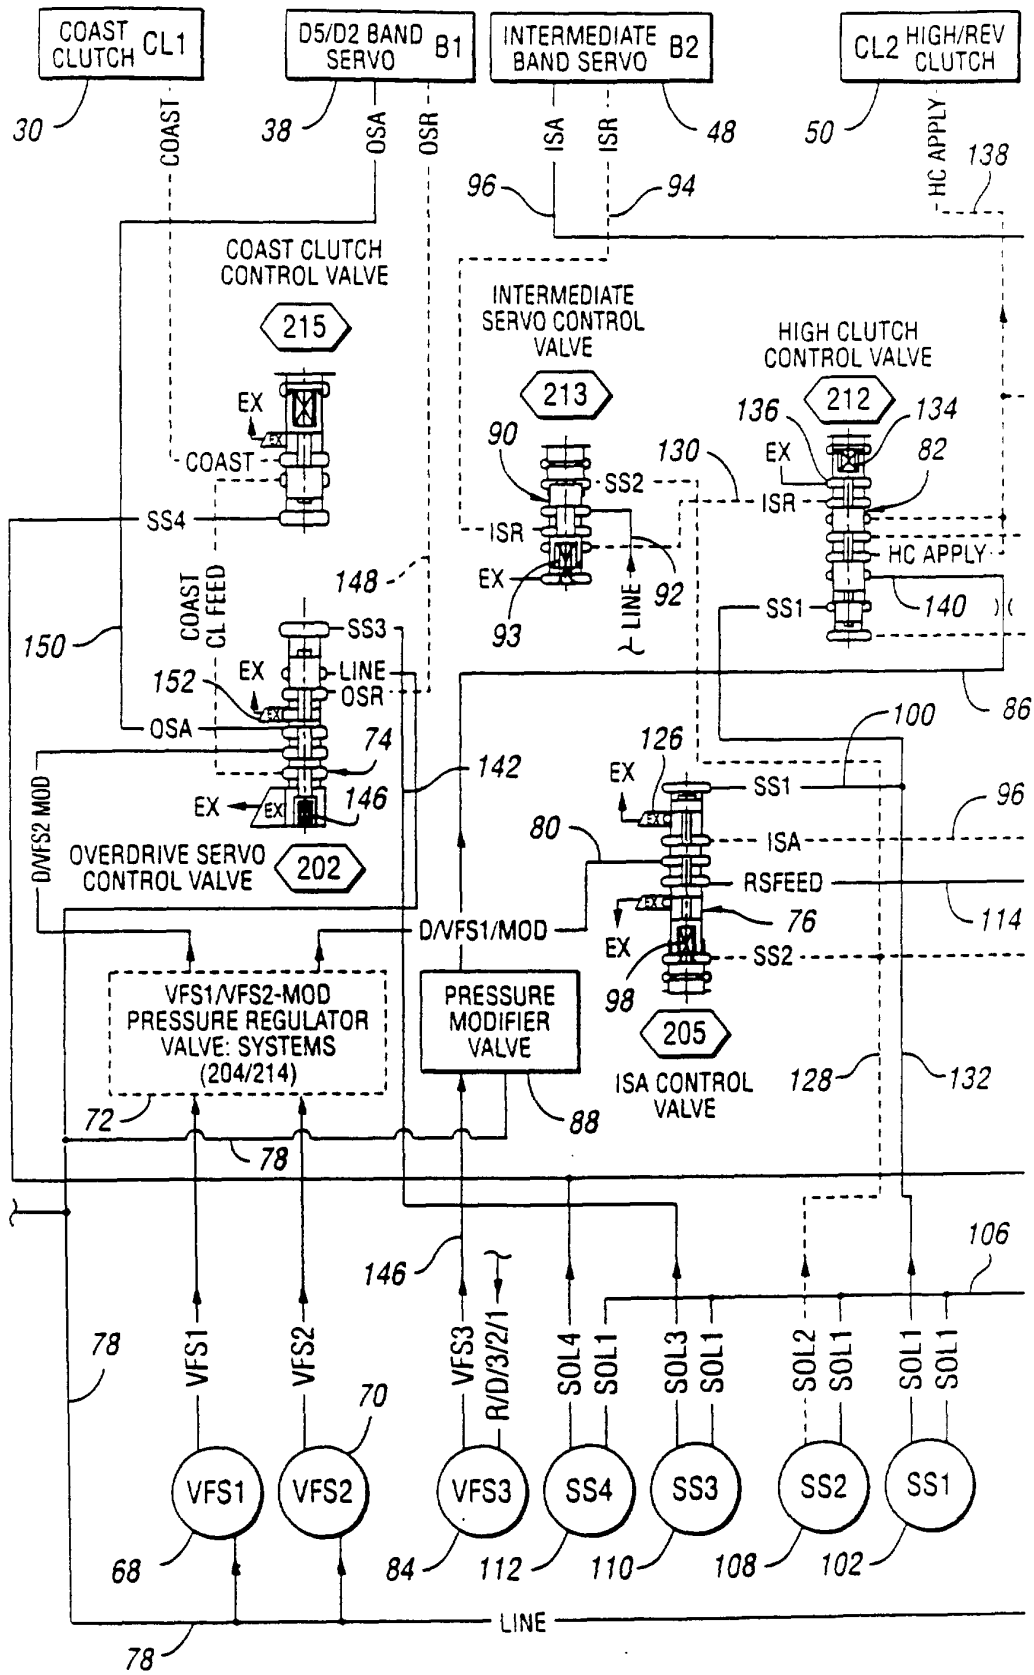 COAST
CLUTCH CL1
D5/D2 BAND
SERVO B1
INTERMEDIATE
BAND SERVO B2
CL2 HIGH/REV
CLUTCH
30
COAST
38
OSA
OSR
ISA
ISR
48
50
HC APPLY
138
96
94
COAST CLUTCH
CONTROL VALVE
215
INTERMEDIATE
SERVO CONTROL
VALVE
213
HIGH CLUTCH
CONTROL VALVE
212
EX
EX
COAST
SS4
90
SS2
130
136
134
82
EX
ISR
ISR
HC APPLY
EX
93
LINE
92
SS1
140
148
COAST
CL FEED
150
SS3
LINE
OSR
EX
152
EX
OSA
74
142
146
EX
EX
D/VFS2 MOD
OVERDRIVE SERVO
CONTROL VALVE
202
86
100
126
EX
EX
SS1
96
80
ISA
RSFEED
114
EX
EX
76
D/VFS1/MOD
SS2
98
205
ISA CONTROL
VALVE
VFS1/VFS2-MOD
PRESSURE REGULATOR
VALVE: SYSTEMS
(204/214)
PRESSURE
MODIFIER
VALVE
72
78
88
128
132
146
106
78
VFS1
VFS2
VFS3
R/D/3/2/1
SOL4
SOL1
SOL3
SOL1
SOL2
SOL1
SOL1
SOL1
70
VFS1
VFS2
VFS3
SS4
SS3
SS2
SS1
68
84
112
110
108
102
LINE
78